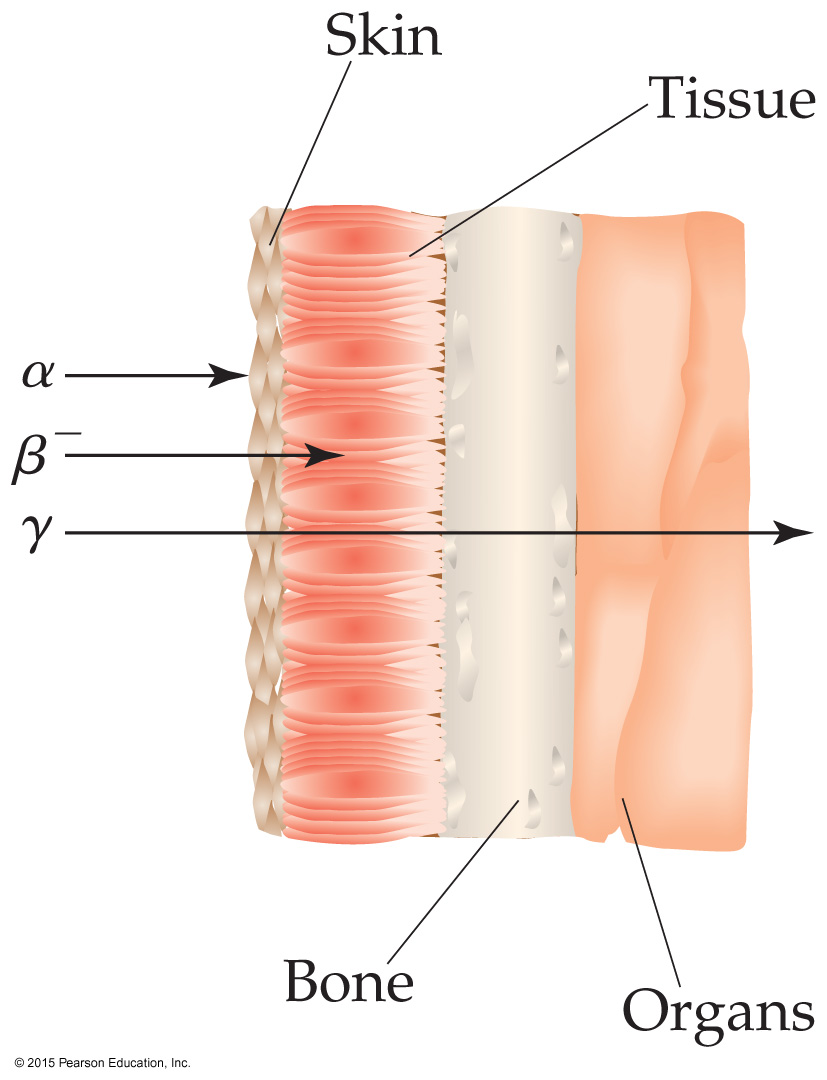 Skin
Tissue
α
β⁻
γ
Bone
Organs
© 2015 Pearson Education, Inc.